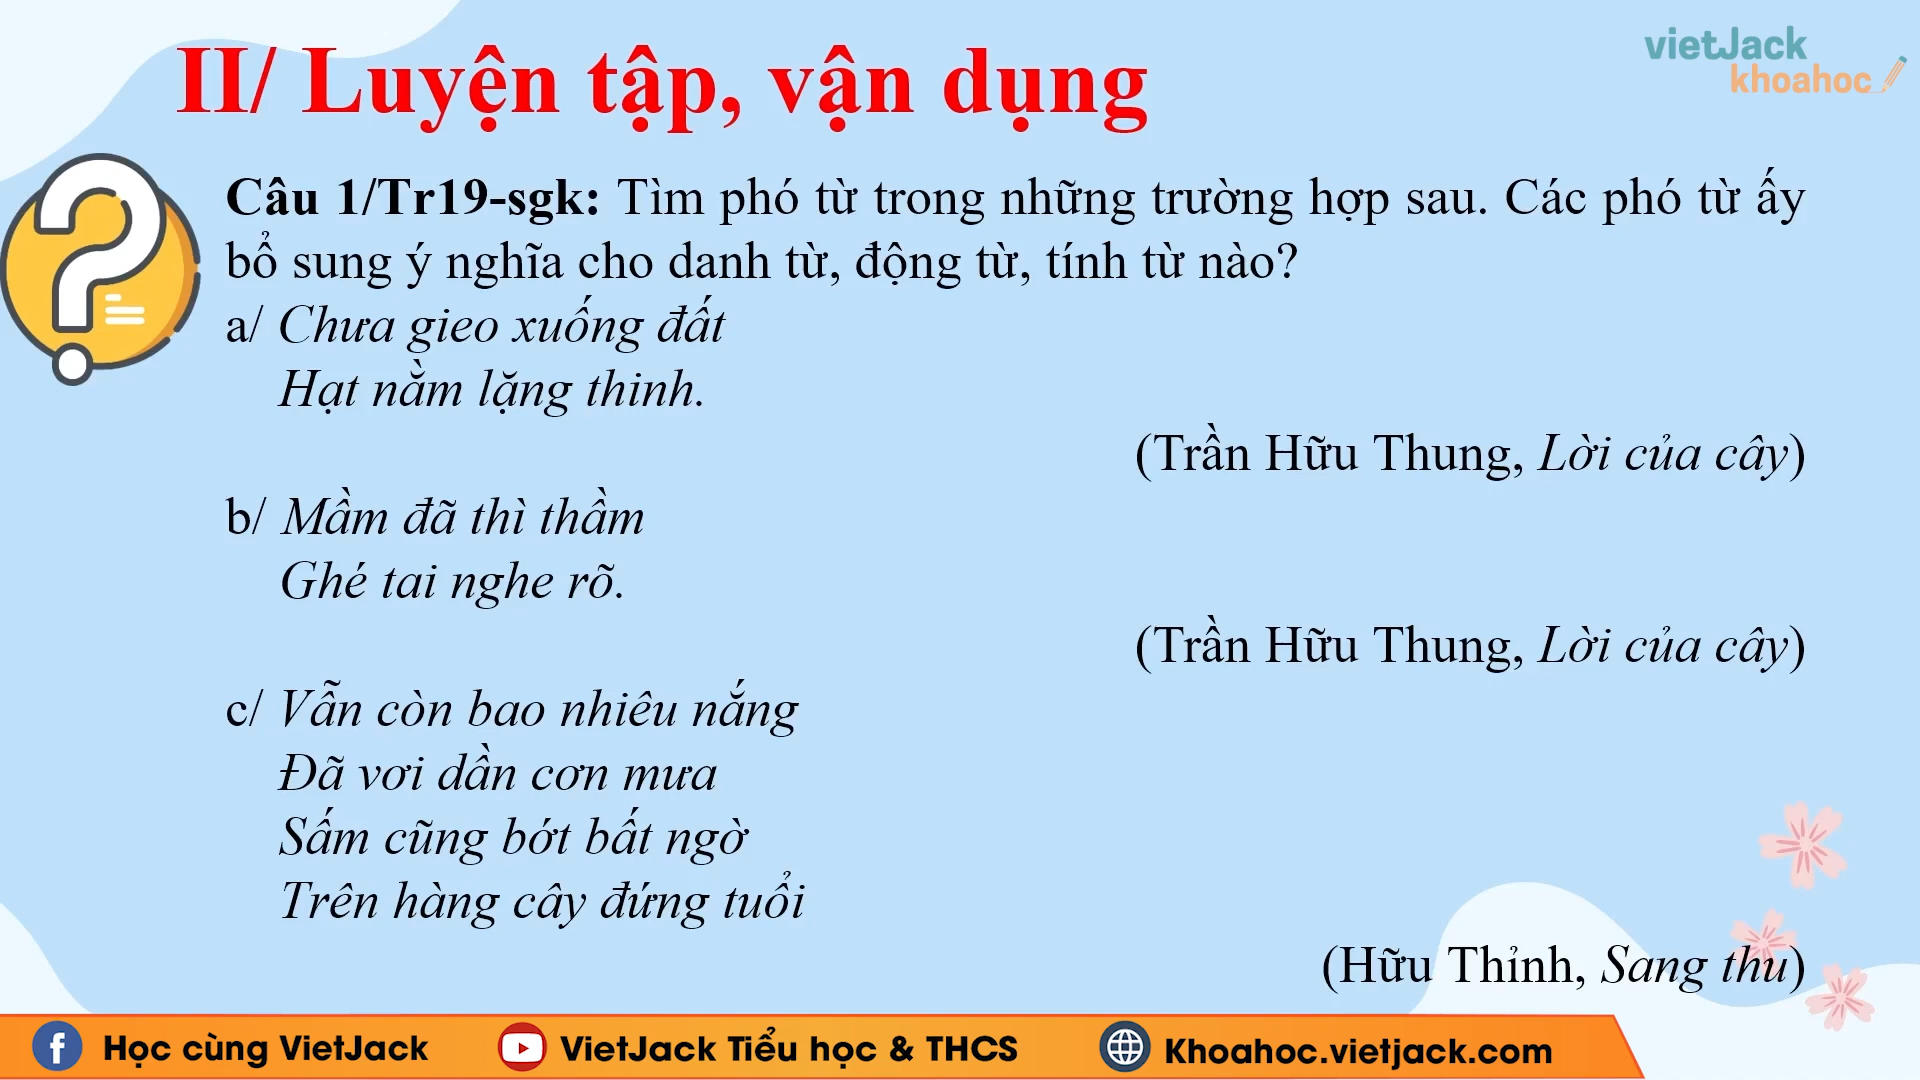 II/ Luyện tập, vận dụng
vietJack
khoahoc
Câu 1/Tr19-sgk: Tìm phó từ trong những trường hợp sau. Các phó từ ấy
bổ sung ý nghĩa cho danh từ, động từ, tính từ nào?
a/ Chưa gieo xuống đất
Hạt nằm lặng thinh.
(Trần Hữu Thung, Lời của cây)
b/ Mầm đã thì thầm
Ghé tai nghe rõ.
(Trần Hữu Thung, Lời của cây)
c/ Vẫn còn bao nhiêu nắng
Đã vơi dần cơn mưa
Sấm cũng bớt bất ngờ
Trên hàng cây đứng tuổi
(Hữu Thỉnh, Sang thu)
Học cùng VietJack
VietJack Tiểu học & THCS
Khoahoc.vietjack.com